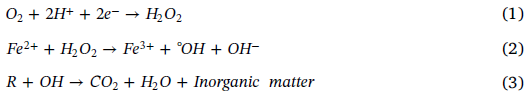 O₂ + 2H⁺ + 2e⁻ → H₂O₂ (1)
Fe²⁺ + H₂O₂ → Fe³⁺ + °OH + OH⁻ (2)
R + OH → CO₂ + H₂O + Inorganic matter (3)